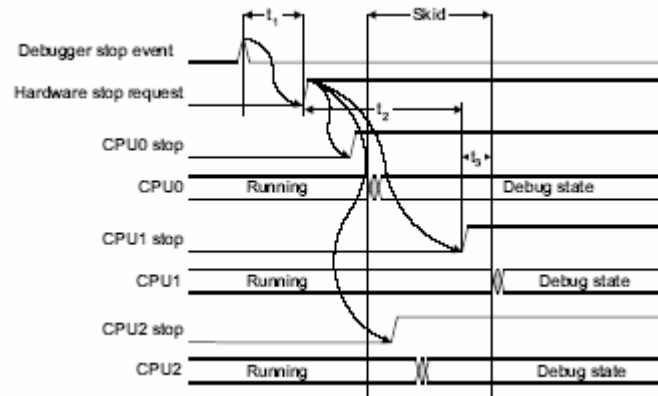 t1 Skid
Debugger stop event
Hardware stop request
t2
CPU0 stop
t3
CPU0 Running Debug state
CPU1 stop
CPU1 Running Debug state
CPU2 stop
CPU2 Running Debug state